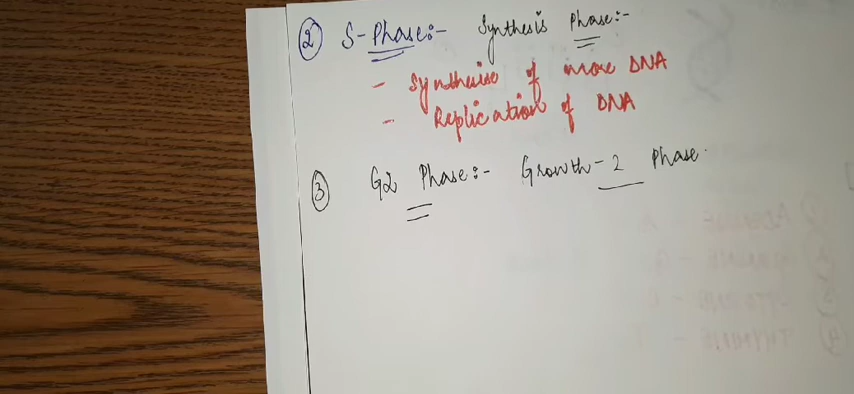 ② S-Phase:- Synthesis Phase:-
- Synthesise of more DNA
- Replication of DNA
③ G2 Phase:- Growth-2 Phase.